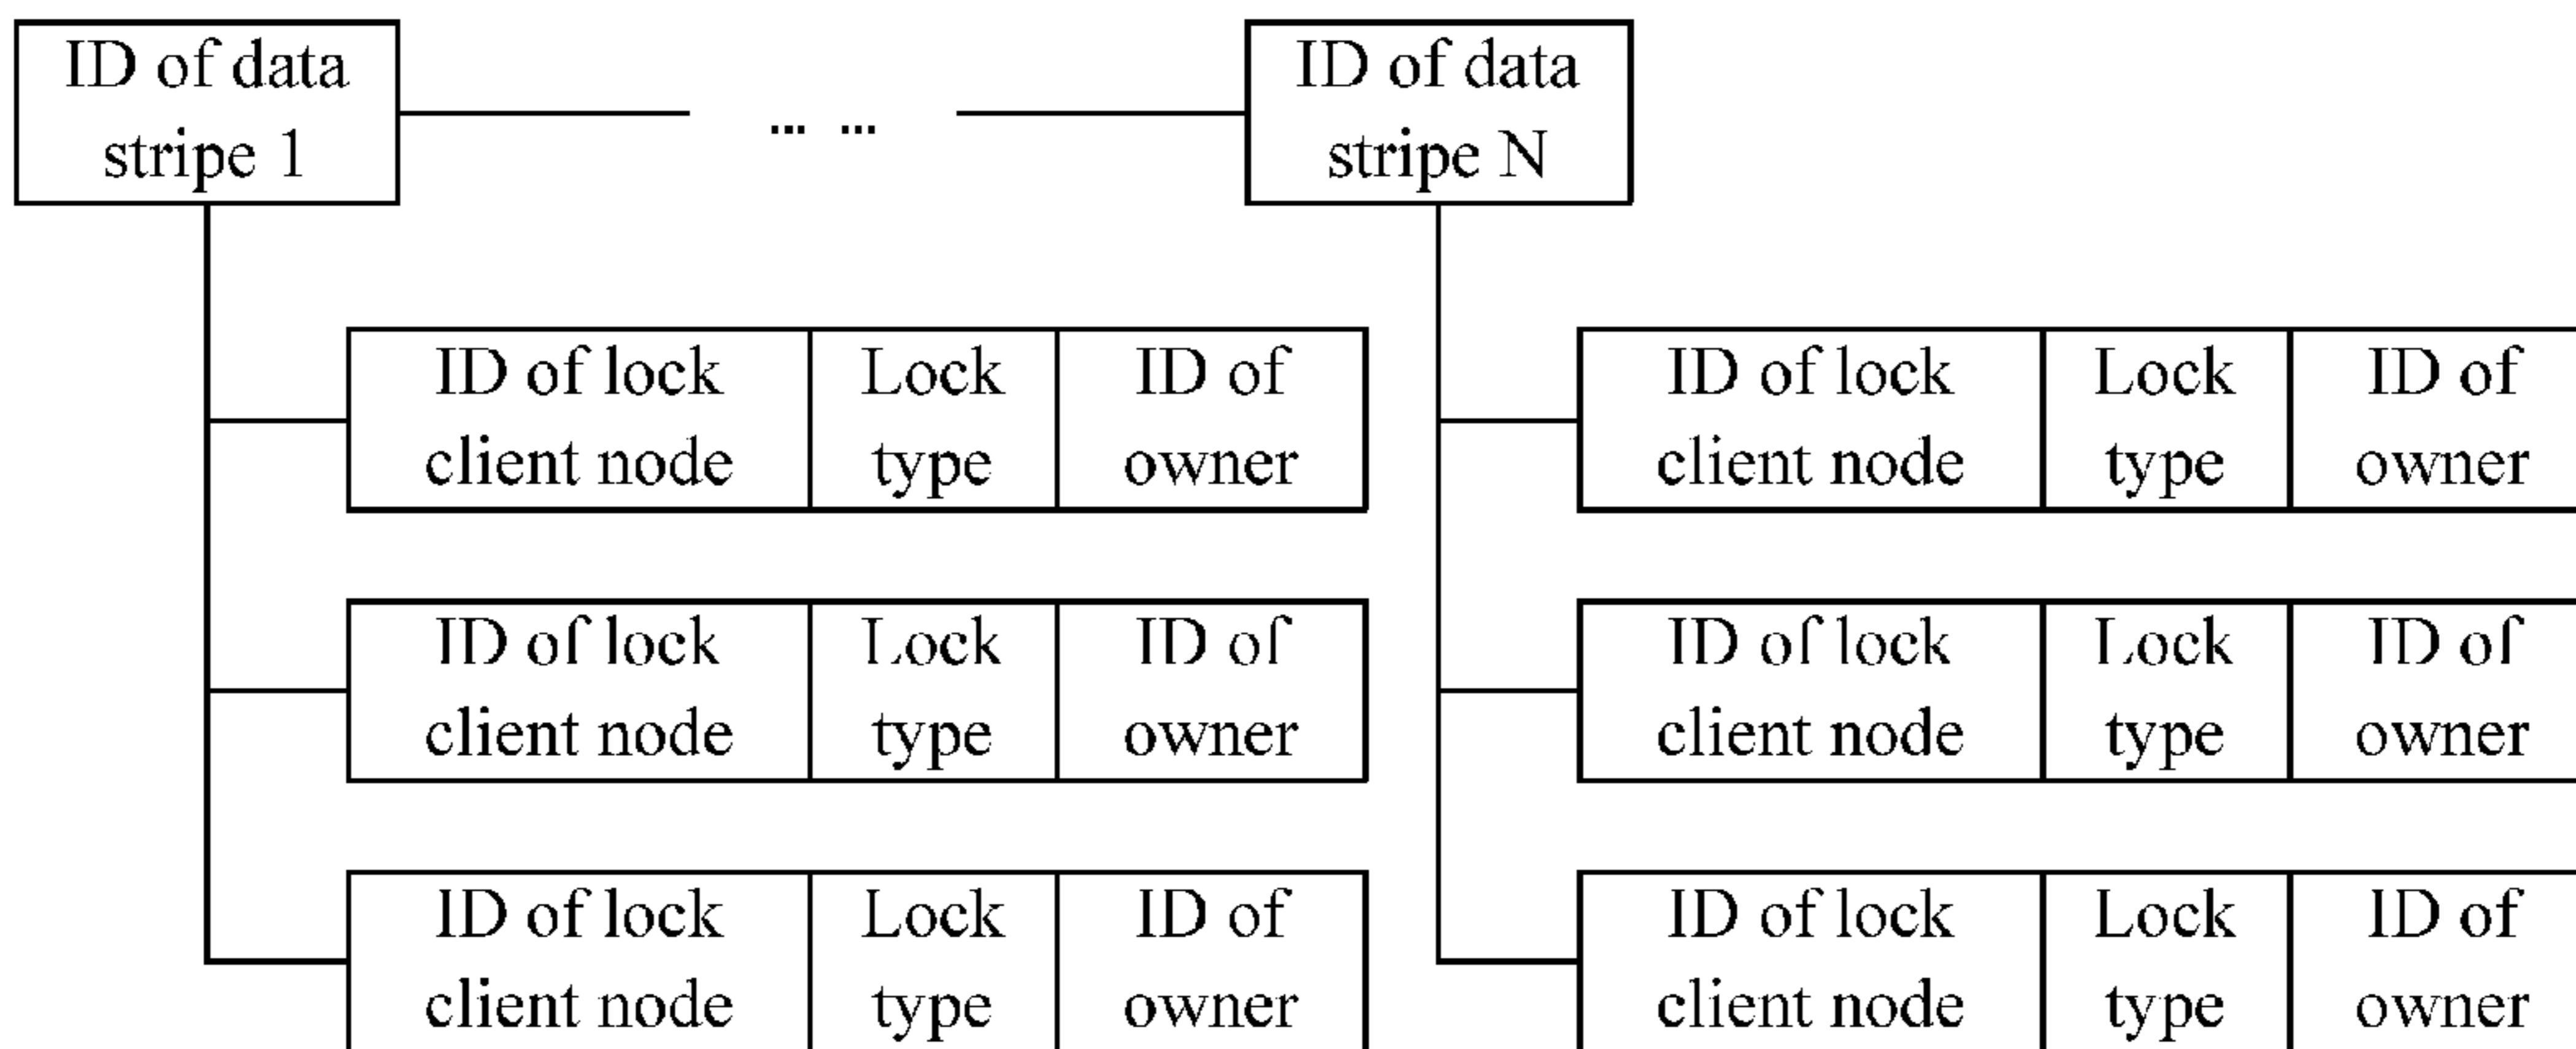 ID of data
stripe 1
... ...
ID of data
stripe N
ID of lock
client node
Lock
type
ID of
owner
ID of lock
client node
Lock
type
ID of
owner
ID of lock
client node
Lock
type
ID of
owner
ID of lock
client node
Lock
type
ID of
owner
ID of lock
client node
Lock
type
ID of
owner
ID of lock
client node
Lock
type
ID of
owner